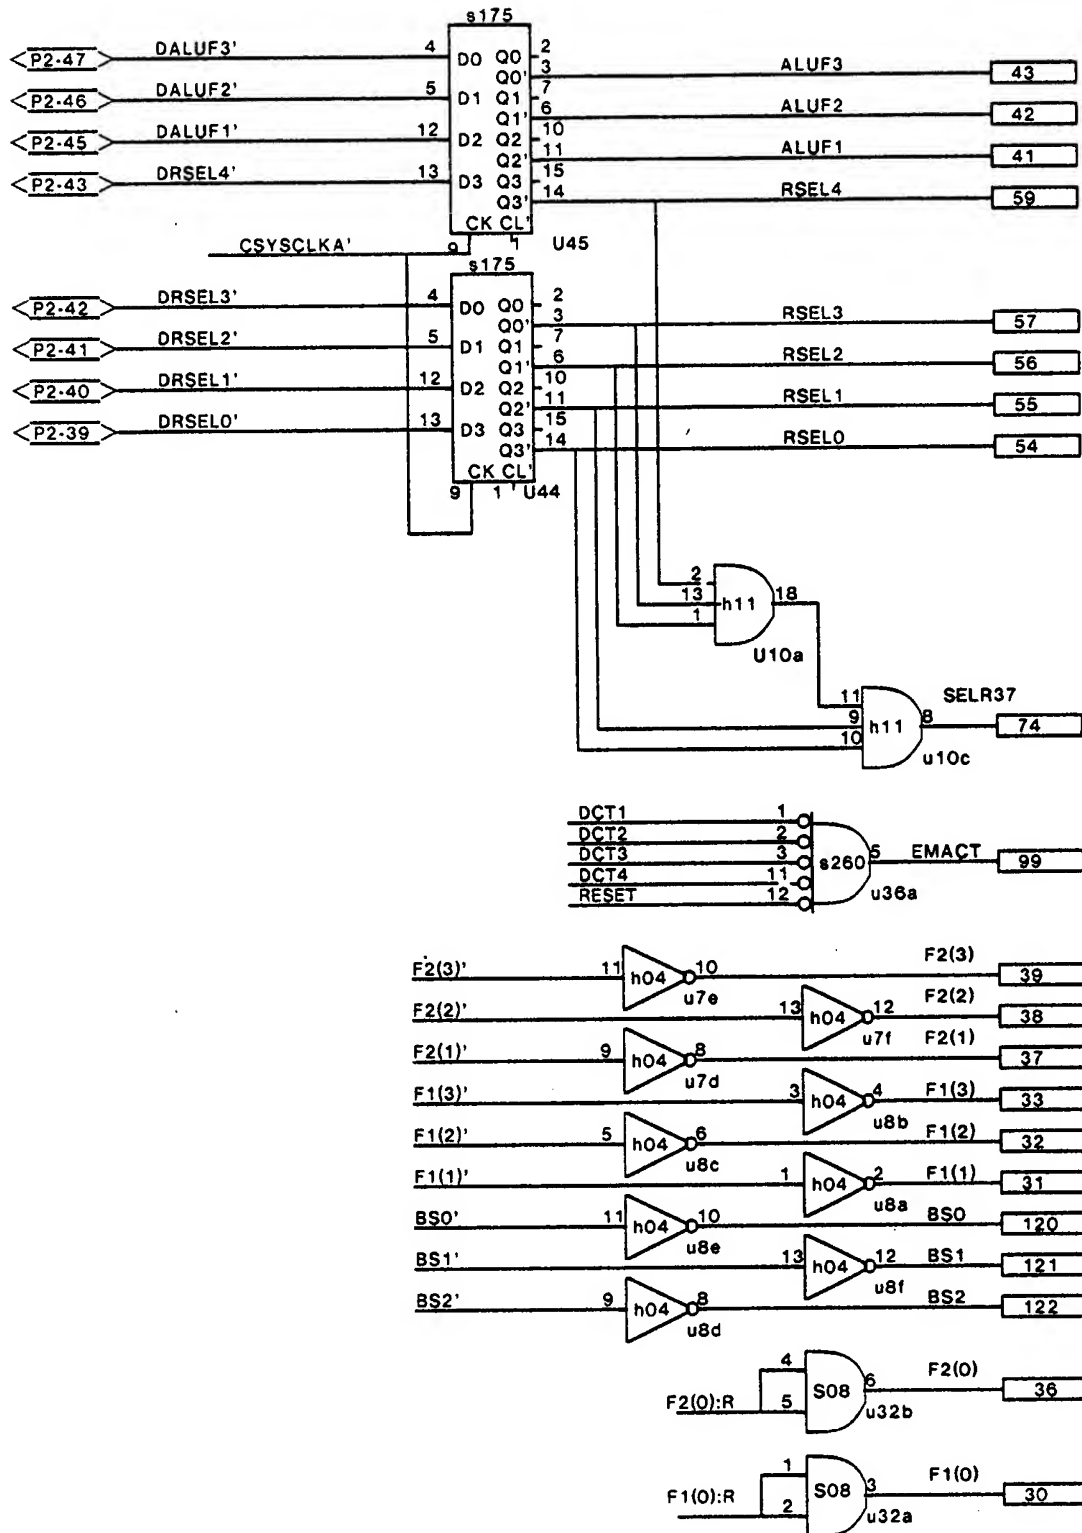 s175
P2-47 DALUF3' 4 D0 Q0 2
Q0' 3 ALUF3 43
P2-46 DALUF2' 5 D1 Q1 7
Q1' 6 ALUF2 42
P2-45 DALUF1' 12 D2 Q2 10
Q2' 11 ALUF1 41
P2-43 DRSEL4' 13 D3 Q3 15
Q3' 14 RSEL4 59
CK CL'
CSYSCLKA' 9 1 U45
s175
P2-42 DRSEL3' 4 D0 Q0 2
Q0' 3 RSEL3 57
P2-41 DRSEL2' 5 D1 Q1 7
Q1' 6 RSEL2 56
P2-40 DRSEL1' 12 D2 Q2 10
Q2' 11 RSEL1 55
P2-39 DRSEL0' 13 D3 Q3 15
Q3' 14 RSEL0 54
CK CL'
9 1 U44
2
13 h11 18
1
U10a
11 SELR37
9 h11 8 74
10
u10c
DCT1 1
DCT2 2
DCT3 3 s260 5 EMACT 99
DCT4 11
RESET 12 u36a
F2(3)' 11 h04 10 F2(3) 39
u7e
F2(2)' 13 h04 12 F2(2) 38
u7f
F2(1)' 9 h04 8 F2(1) 37
u7d
F1(3)' 3 h04 4 F1(3) 33
u8b
F1(2)' 5 h04 6 F1(2) 32
u8c
F1(1)' 1 h04 2 F1(1) 31
u8a
BS0' 11 h04 10 BS0 120
u8e
BS1' 13 h04 12 BS1 121
u8f
BS2' 9 h04 8 BS2 122
u8d
4 F2(0)
S08 6 36
F2(0):R 5 u32b
1 F1(0)
S08 3 30
F1(0):R 2 u32a